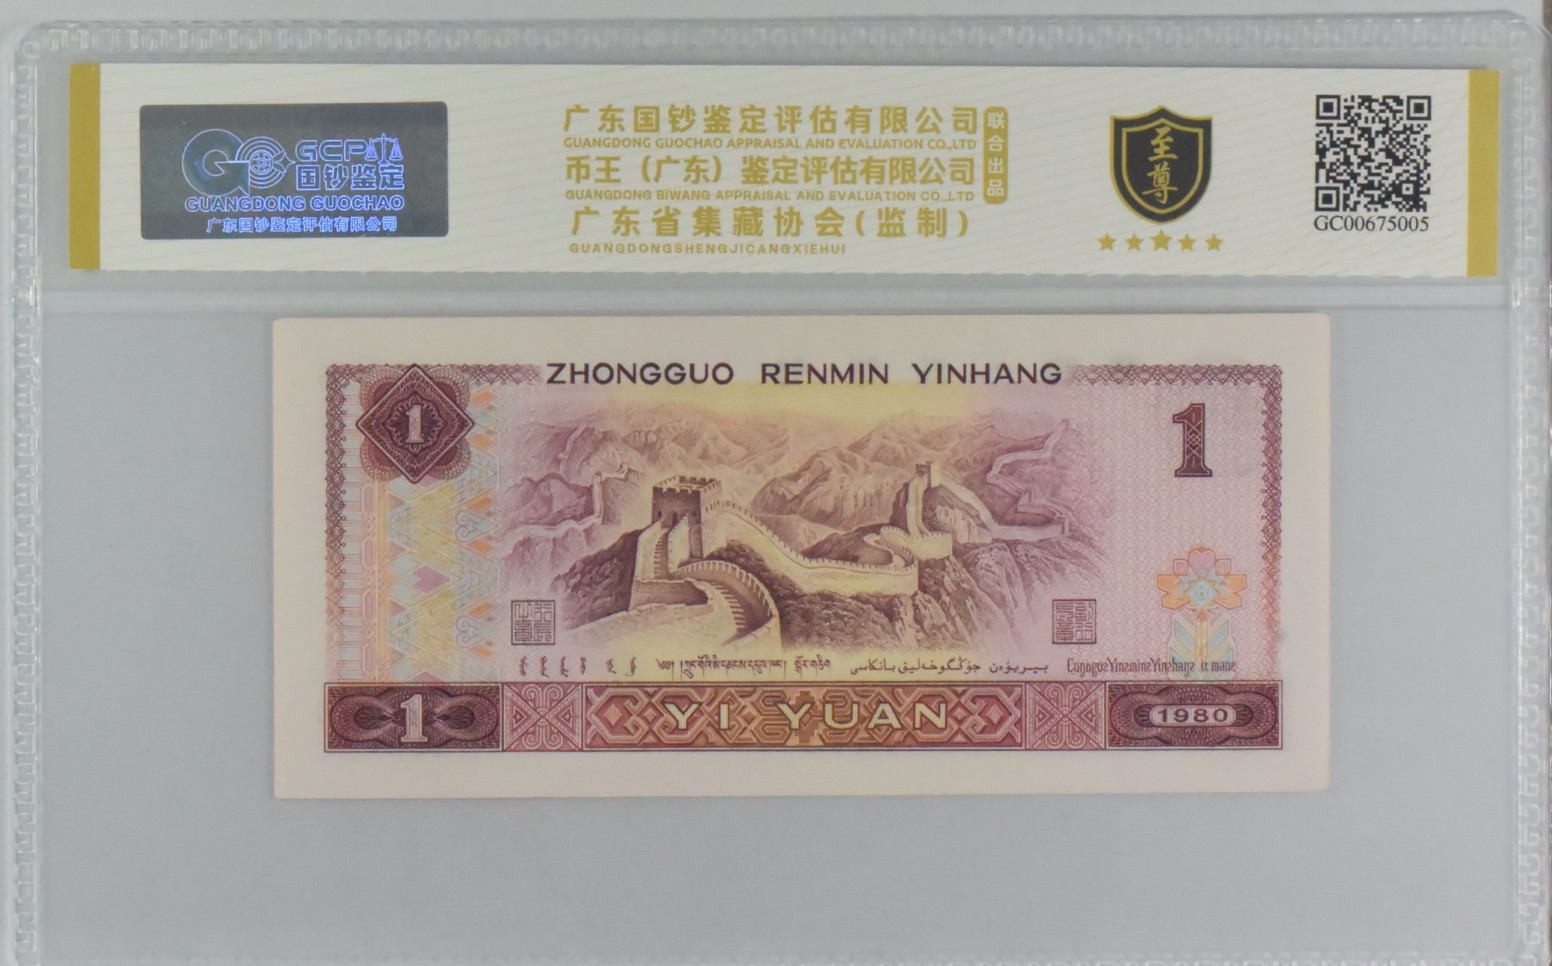 GCP
国钞鉴定
GUANGDONG GUOCHAO
广东国钞鉴定评估有限公司
广东国钞鉴定评估有限公司
GUANGDONG GUOCHAO APPRAISAL AND EVALUATION CO.,LTD
币王（广东）鉴定评估有限公司
GUANGDONG BIWANG APPRAISAL AND EVALUATION CO.,LTD
广东省集藏协会(监制)
GUANGDONGSHENGJICANGXIEHUI
联合出品
至尊
GC00675005
ZHONGGUO RENMIN YINHANG
1
1
1
YI YUAN
1980